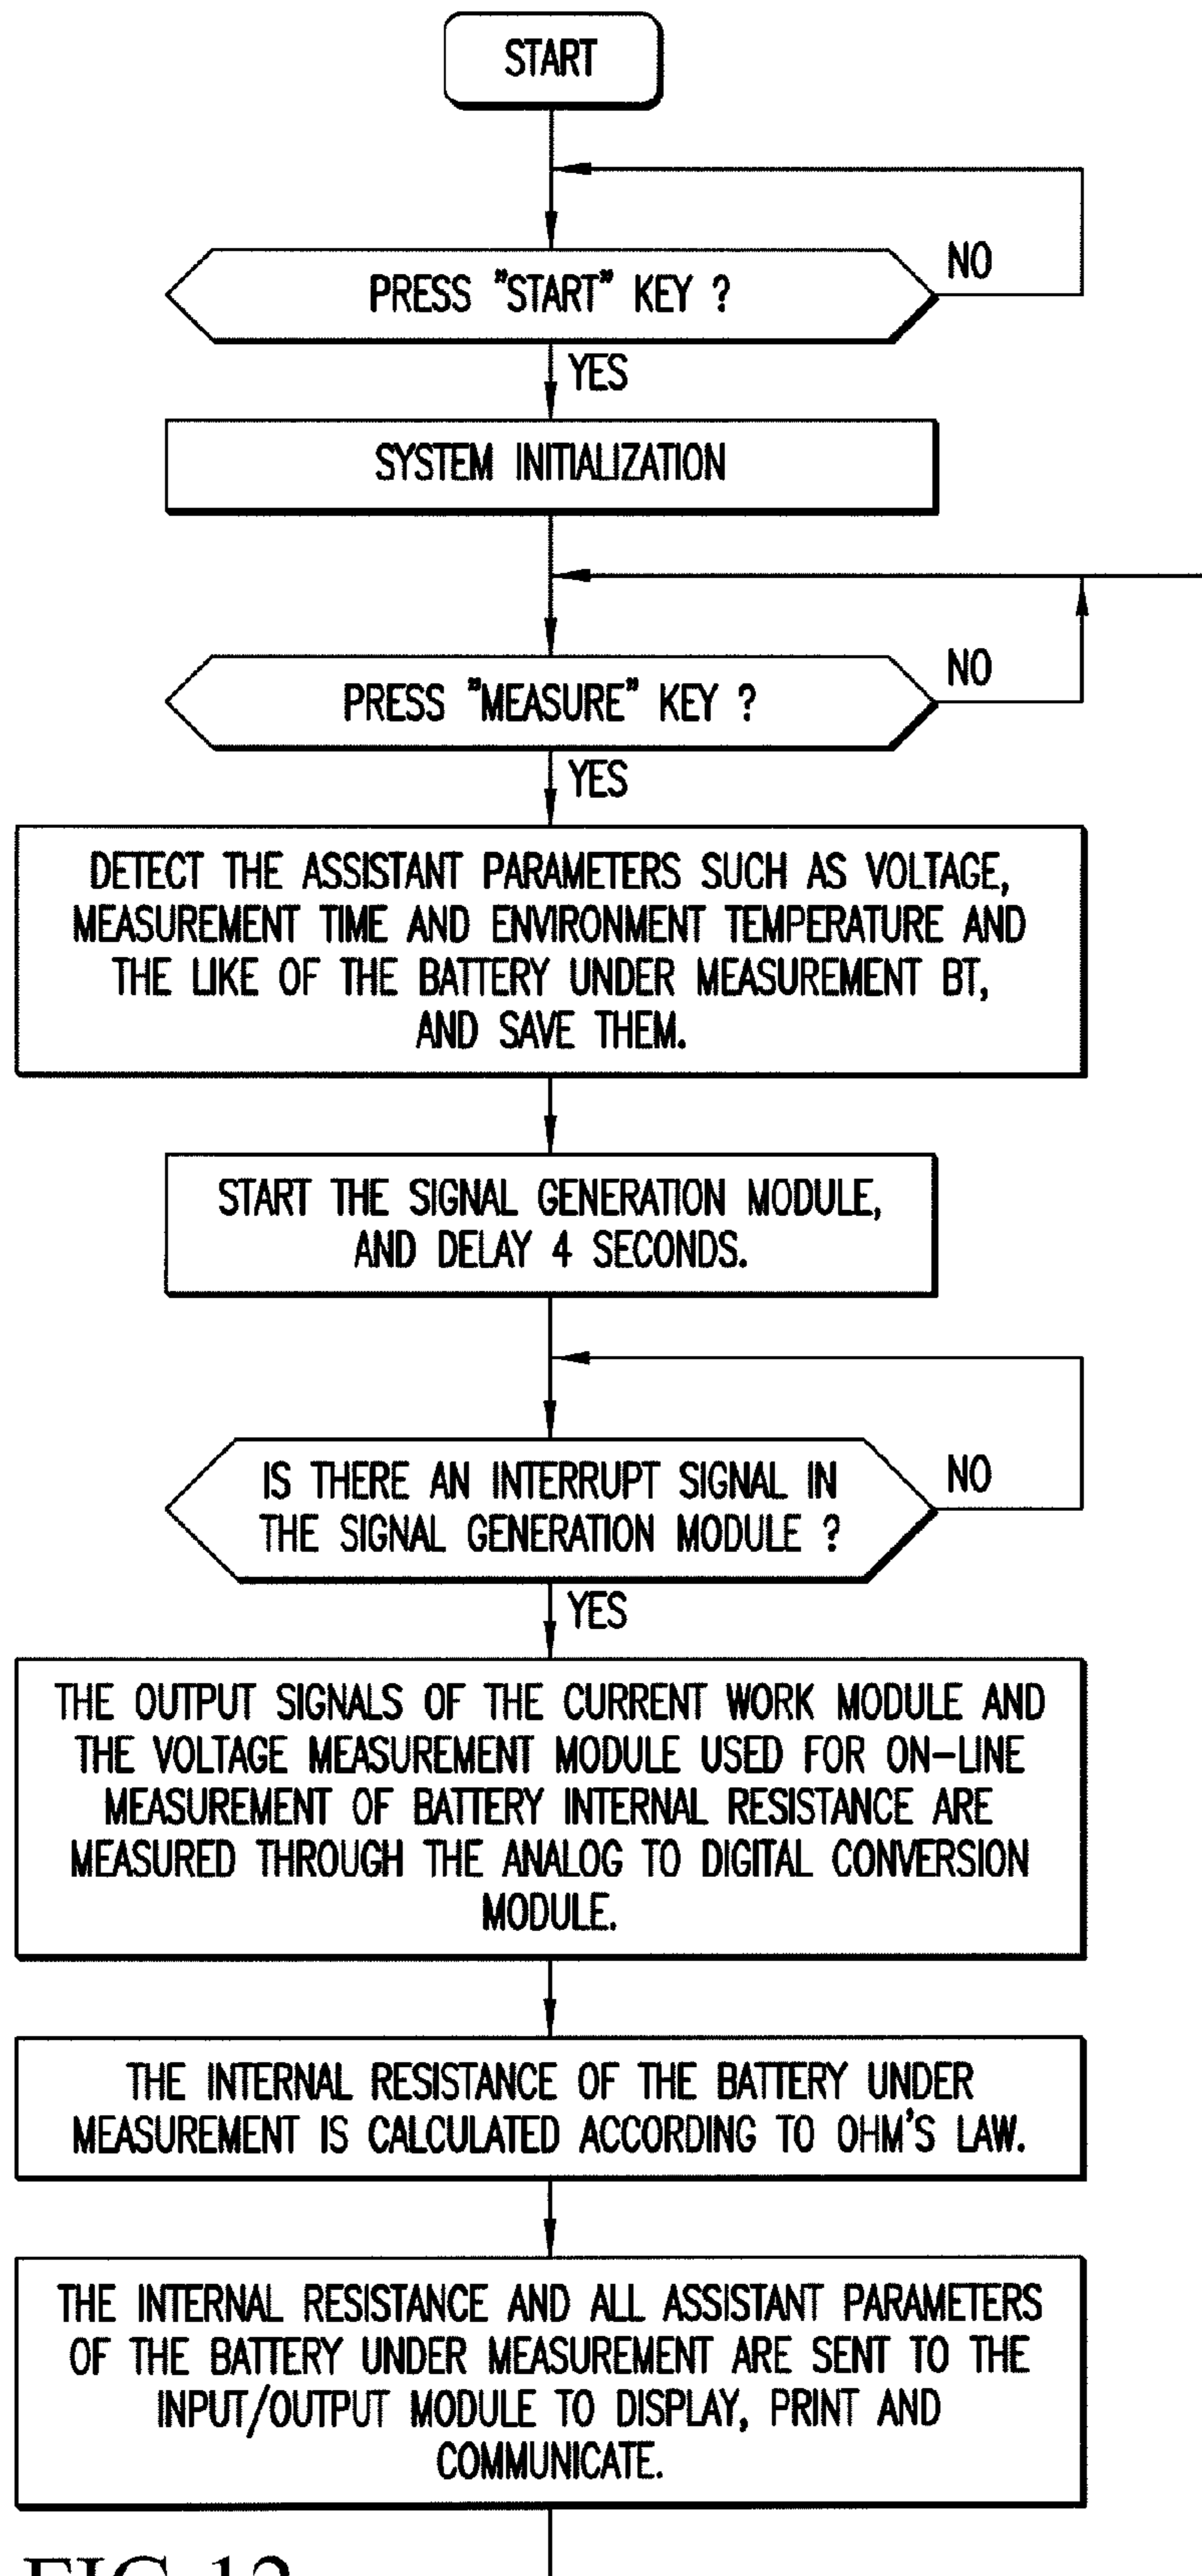 START
NO
PRESS "START" KEY ?
YES
SYSTEM INITIALIZATION
NO
PRESS "MEASURE" KEY ?
YES
DETECT THE ASSISTANT PARAMETERS SUCH AS VOLTAGE,
MEASUREMENT TIME AND ENVIRONMENT TEMPERATURE AND
THE LIKE OF THE BATTERY UNDER MEASUREMENT BT,
AND SAVE THEM.
START THE SIGNAL GENERATION MODULE,
AND DELAY 4 SECONDS.
IS THERE AN INTERRUPT SIGNAL IN
THE SIGNAL GENERATION MODULE ?
NO
YES
THE OUTPUT SIGNALS OF THE CURRENT WORK MODULE AND
THE VOLTAGE MEASUREMENT MODULE USED FOR ON-LINE
MEASUREMENT OF BATTERY INTERNAL RESISTANCE ARE
MEASURED THROUGH THE ANALOG TO DIGITAL CONVERSION
MODULE.
THE INTERNAL RESISTANCE OF THE BATTERY UNDER
MEASUREMENT IS CALCULATED ACCORDING TO OHM'S LAW.
THE INTERNAL RESISTANCE AND ALL ASSISTANT PARAMETERS
OF THE BATTERY UNDER MEASUREMENT ARE SENT TO THE
INPUT/OUTPUT MODULE TO DISPLAY, PRINT AND
COMMUNICATE.